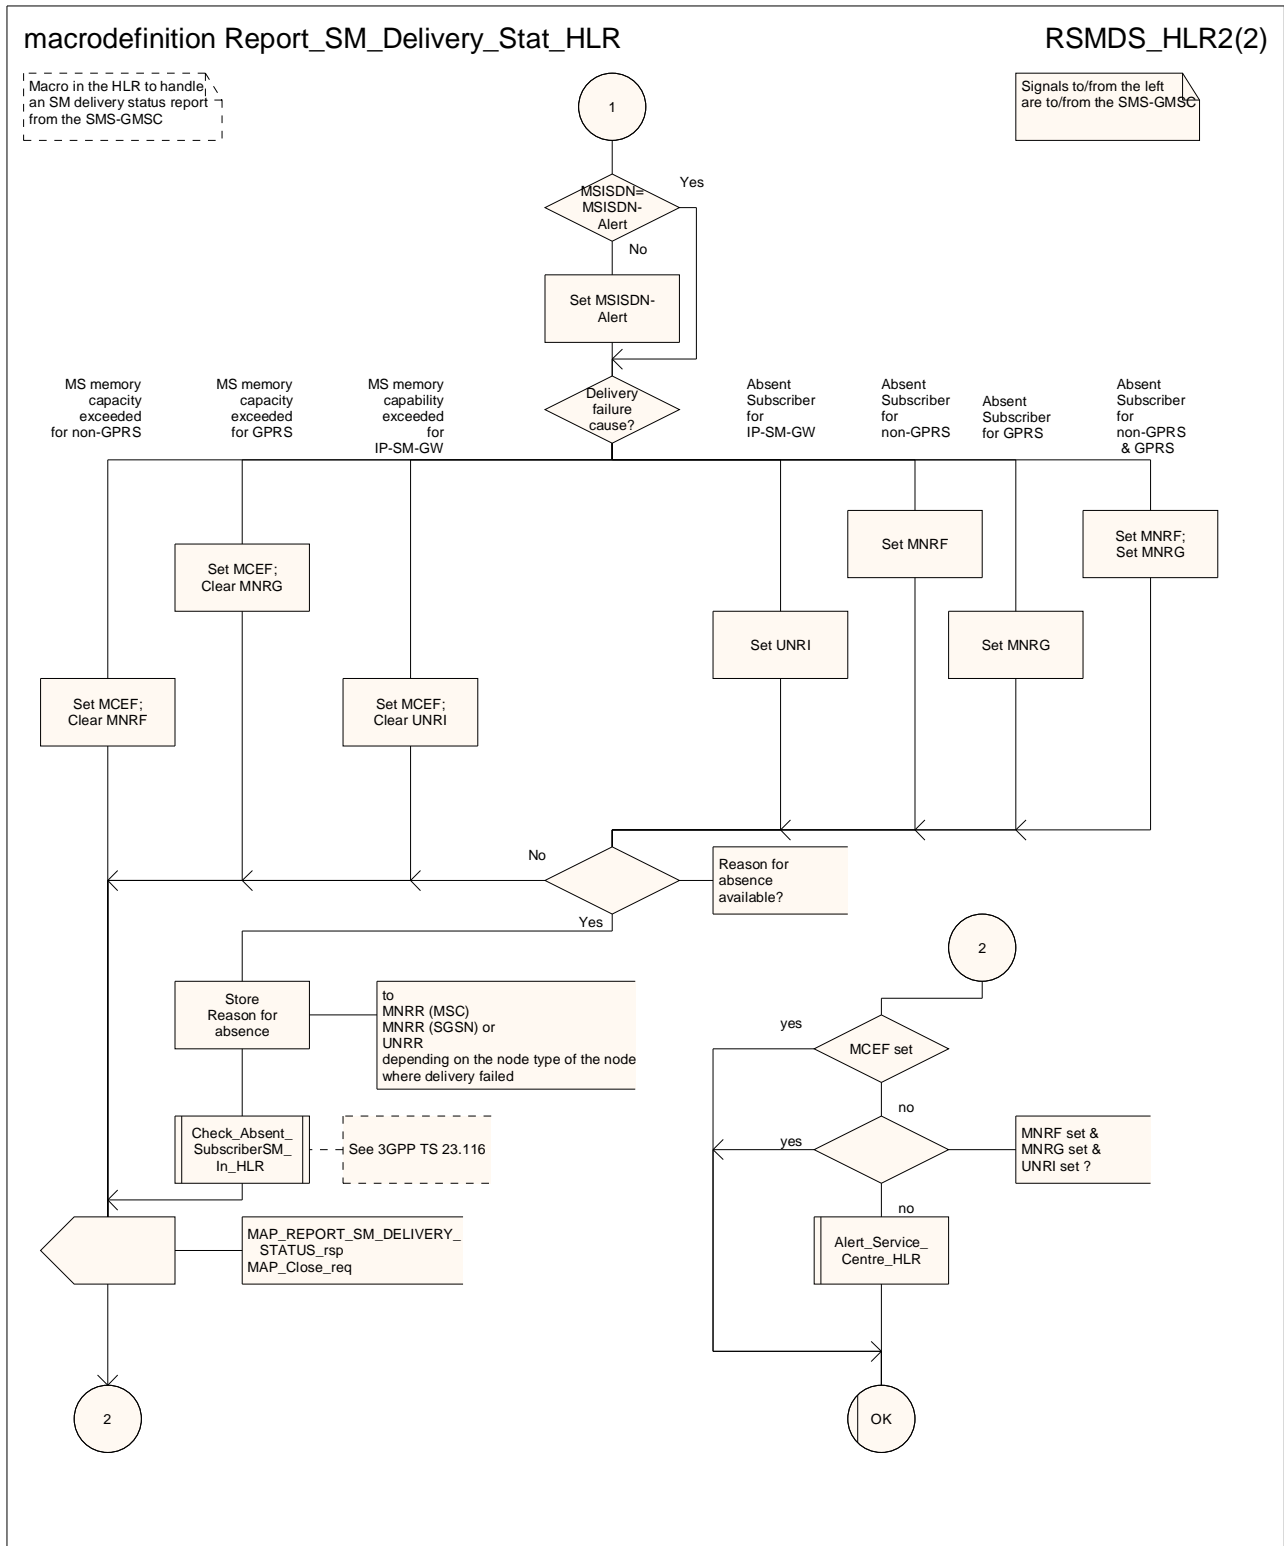 macrodefinition Report_SM_Delivery_Stat_HLR
RSMDS_HLR2(2)
Macro in the HLR to handle
an SM delivery status report
from the SMS-GMSC
1
Signals to/from the left
are to/from the SMS-GMSC
MSISDN=
MSISDN-
Alert
Yes
No
Set MSISDN-
Alert
MS memory
capacity
exceeded
for non-GPRS
MS memory
capacity
exceeded
for GPRS
MS memory
capability
exceeded
for
IP-SM-GW
Delivery
failure
cause?
Absent
Subscriber
for
IP-SM-GW
Absent
Subscriber
for
non-GPRS
Absent
Subscriber
for GPRS
Absent
Subscriber
for
non-GPRS
& GPRS
Set MCEF;
Clear MNRG
Set MNRF
Set MNRF;
Set MNRG
Set UNRI
Set MNRG
Set MCEF;
Clear MNRF
Set MCEF;
Clear UNRI
No
Reason for
absence
available?
Yes
2
Store
Reason for
absence
to
MNRR (MSC)
MNRR (SGSN) or
UNRR
depending on the node type of the node
where delivery failed
yes
MCEF set
no
Check_Absent_
SubscriberSM_
In_HLR
See 3GPP TS 23.116
yes
MNRF set &
MNRG set &
UNRI set ?
no
MAP_REPORT_SM_DELIVERY_
STATUS_rsp
MAP_Close_req
Alert_Service_
Centre_HLR
2
OK